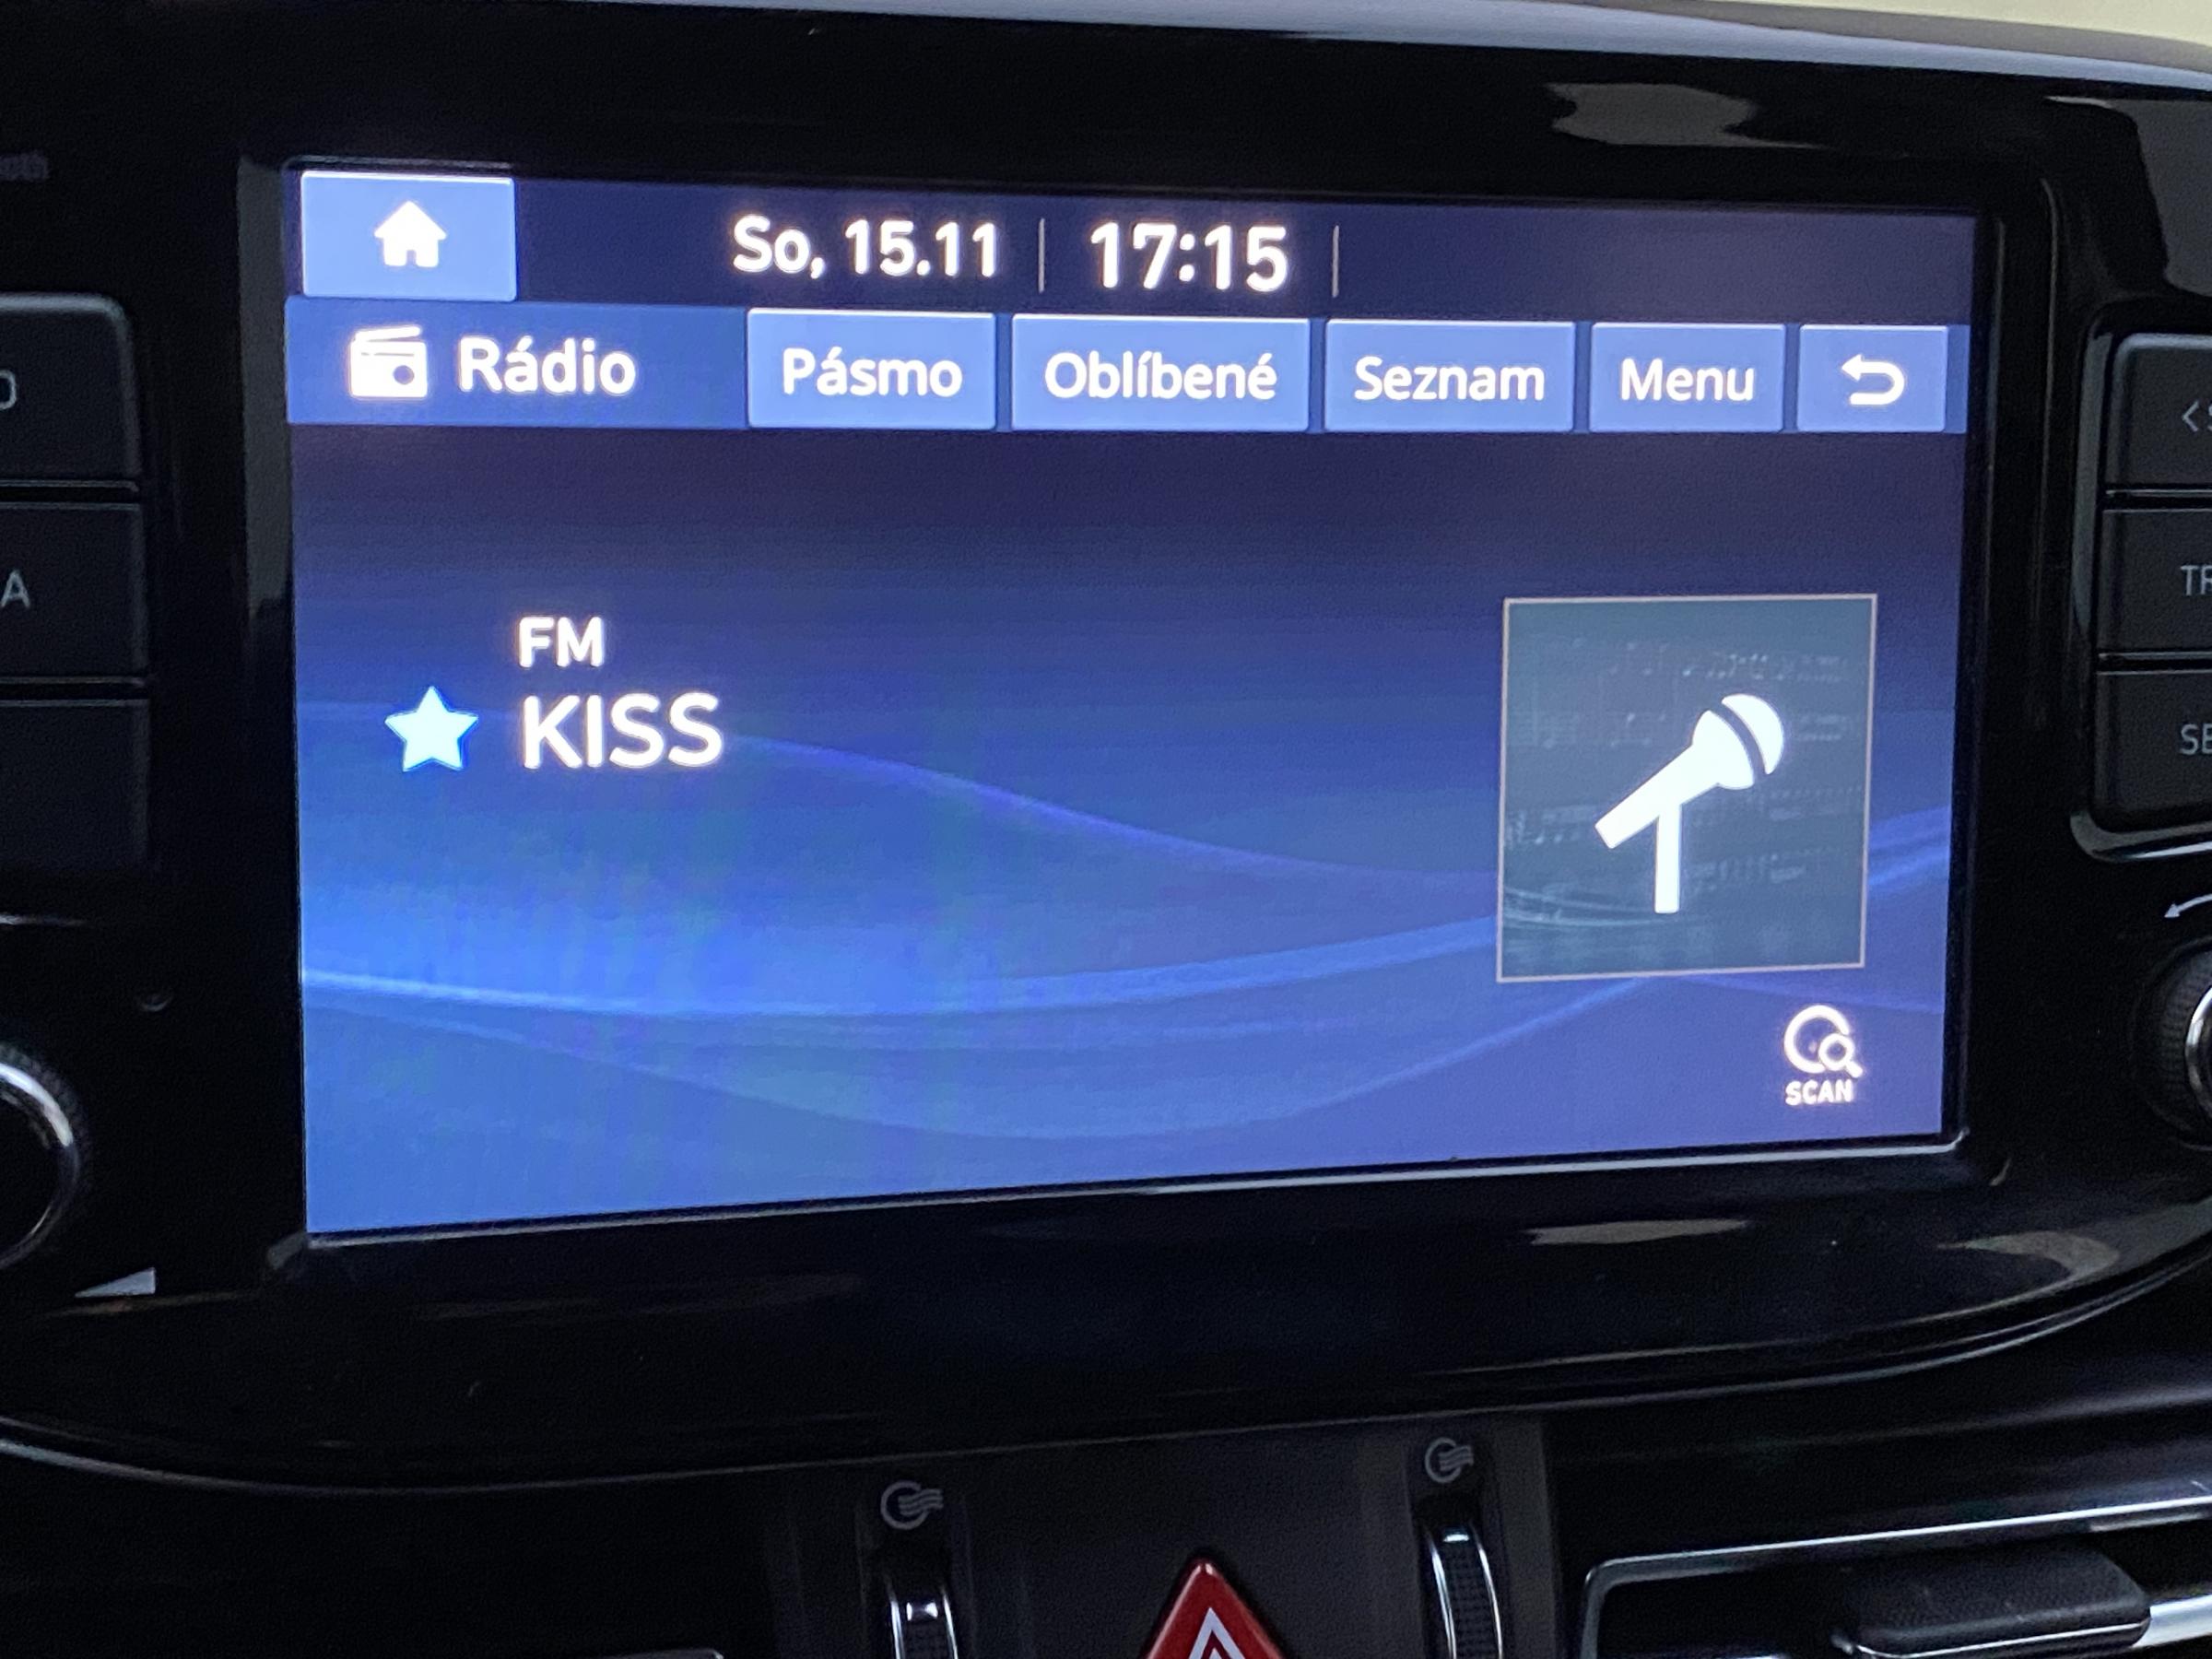 So, 15.11 | 17:15 |
Rádio Pásmo Oblíbené Seznam Menu
FM
KISS
SCAN
A